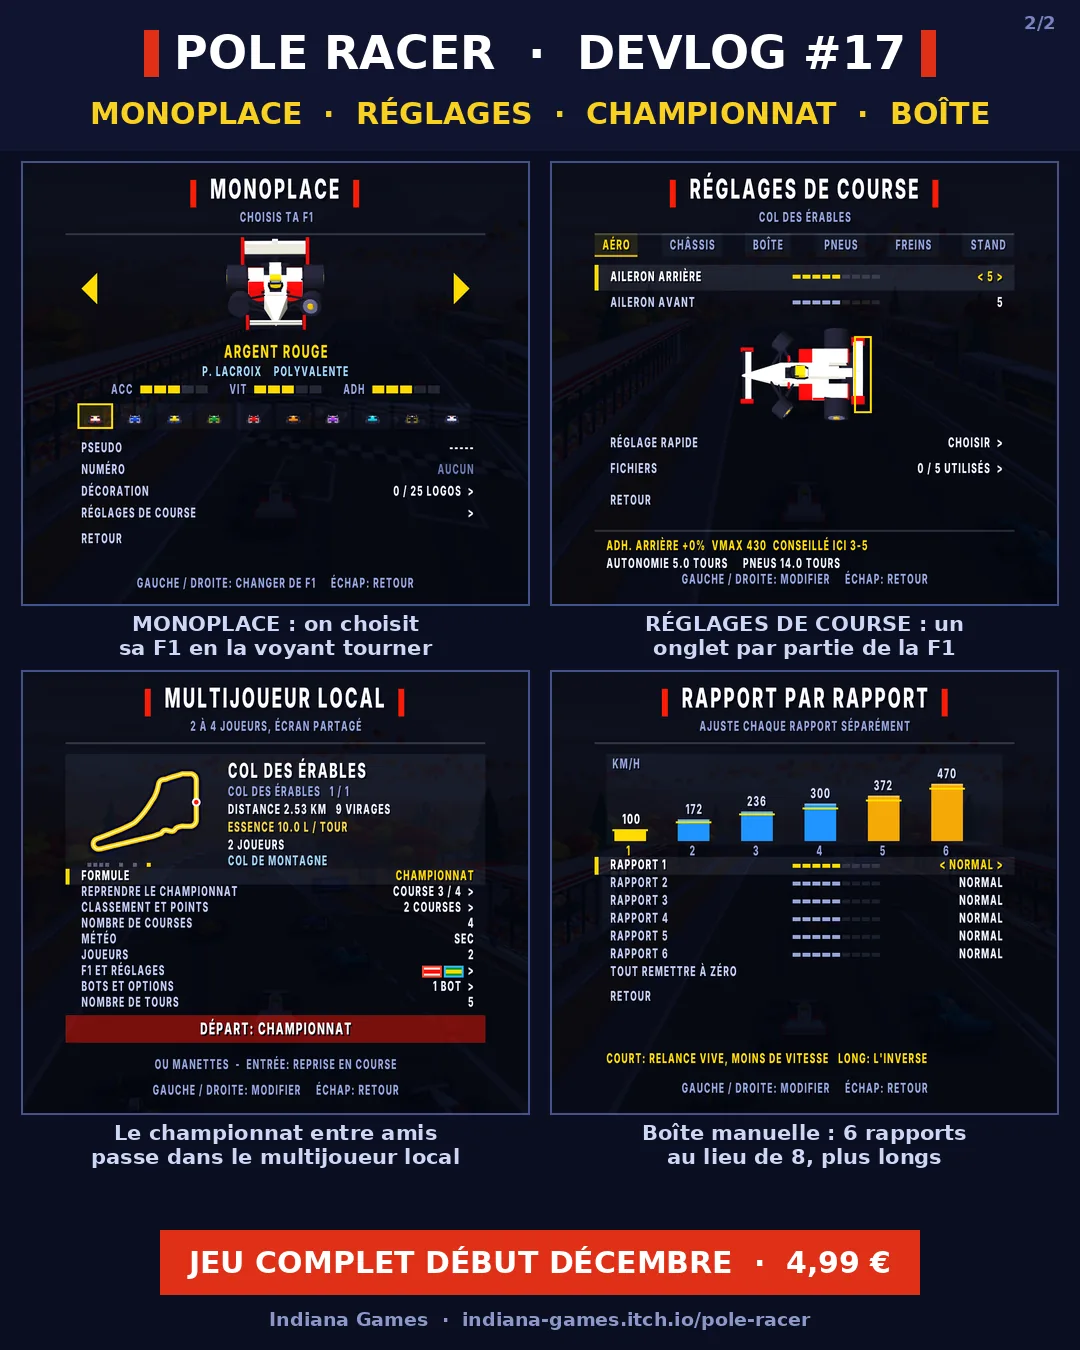 2/2
POLE RACER · DEVLOG #17
MONOPLACE · RÉGLAGES · CHAMPIONNAT · BOÎTE
MONOPLACE
CHOISIS TA F1
ARGENT ROUGE
P. LACROIX POLYVALENTE
ACC VIT ADH
PSEUDO -----
NUMÉRO AUCUN
DÉCORATION 0 / 25 LOGOS >
RÉGLAGES DE COURSE >
RETOUR
GAUCHE / DROITE: CHANGER DE F1 ÉCHAP: RETOUR
MONOPLACE : on choisit
sa F1 en la voyant tourner
RÉGLAGES DE COURSE
COL DES ÉRABLES
AÉRO CHÂSSIS BOÎTE PNEUS FREINS STAND
AILERON ARRIÈRE < 5 >
AILERON AVANT 5
RÉGLAGE RAPIDE CHOISIR >
FICHIERS 0 / 5 UTILISÉS >
RETOUR
ADH. ARRIÈRE +0% VMAX 430 CONSEILLÉ ICI 3-5
AUTONOMIE 5.0 TOURS PNEUS 14.0 TOURS
GAUCHE / DROITE: MODIFIER ÉCHAP: RETOUR
RÉGLAGES DE COURSE : un
onglet par partie de la F1
MULTIJOUEUR LOCAL
2 À 4 JOUEURS, ÉCRAN PARTAGÉ
COL DES ÉRABLES
COL DES ÉRABLES 1 / 1
DISTANCE 2.53 KM 9 VIRAGES
ESSENCE 10.0 L / TOUR
2 JOUEURS
COL DE MONTAGNE
FORMULE CHAMPIONNAT
REPRENDRE LE CHAMPIONNAT COURSE 3 / 4 >
CLASSEMENT ET POINTS 2 COURSES >
NOMBRE DE COURSES 4
MÉTÉO SEC
JOUEURS 2
F1 ET RÉGLAGES >
BOTS ET OPTIONS 1 BOT >
NOMBRE DE TOURS 5
DÉPART: CHAMPIONNAT
OU MANETTES - ENTRÉE: REPRISE EN COURSE
GAUCHE / DROITE: MODIFIER ÉCHAP: RETOUR
Le championnat entre amis
passe dans le multijoueur local
RAPPORT PAR RAPPORT
AJUSTE CHAQUE RAPPORT SÉPARÉMENT
KM/H
100 172 236 300 372 470
1 2 3 4 5 6
RAPPORT 1 < NORMAL >
RAPPORT 2 NORMAL
RAPPORT 3 NORMAL
RAPPORT 4 NORMAL
RAPPORT 5 NORMAL
RAPPORT 6 NORMAL
TOUT REMETTRE À ZÉRO
RETOUR
COURT: RELANCE VIVE, MOINS DE VITESSE LONG: L'INVERSE
GAUCHE / DROITE: MODIFIER ÉCHAP: RETOUR
Boîte manuelle : 6 rapports
au lieu de 8, plus longs
JEU COMPLET DÉBUT DÉCEMBRE · 4,99 €
Indiana Games · indiana-games.itch.io/pole-racer